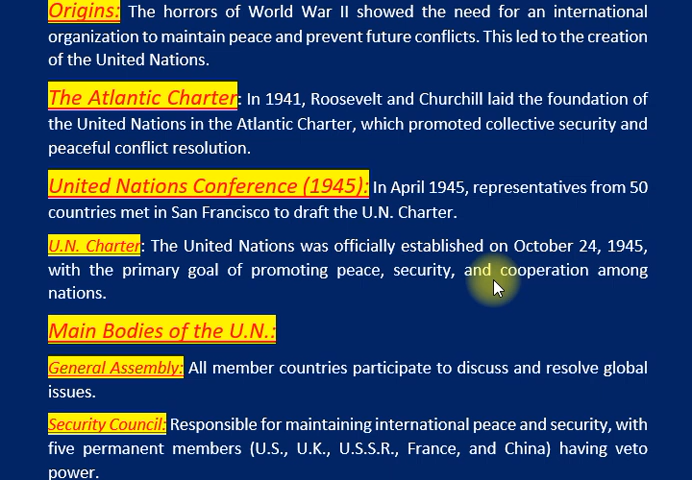 Origins: The horrors of World War II showed the need for an international
organization to maintain peace and prevent future conflicts. This led to the creation
of the United Nations.
The Atlantic Charter: In 1941, Roosevelt and Churchill laid the foundation of
the United Nations in the Atlantic Charter, which promoted collective security and
peaceful conflict resolution.
United Nations Conference (1945): In April 1945, representatives from 50
countries met in San Francisco to draft the U.N. Charter.
U.N. Charter: The United Nations was officially established on October 24, 1945,
with the primary goal of promoting peace, security, and cooperation among
nations.
Main Bodies of the U.N.:
General Assembly: All member countries participate to discuss and resolve global
issues.
Security Council: Responsible for maintaining international peace and security, with
five permanent members (U.S., U.K., U.S.S.R., France, and China) having veto
power.